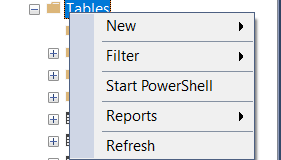 Tables
New
Filter
Start PowerShell
Reports
Refresh